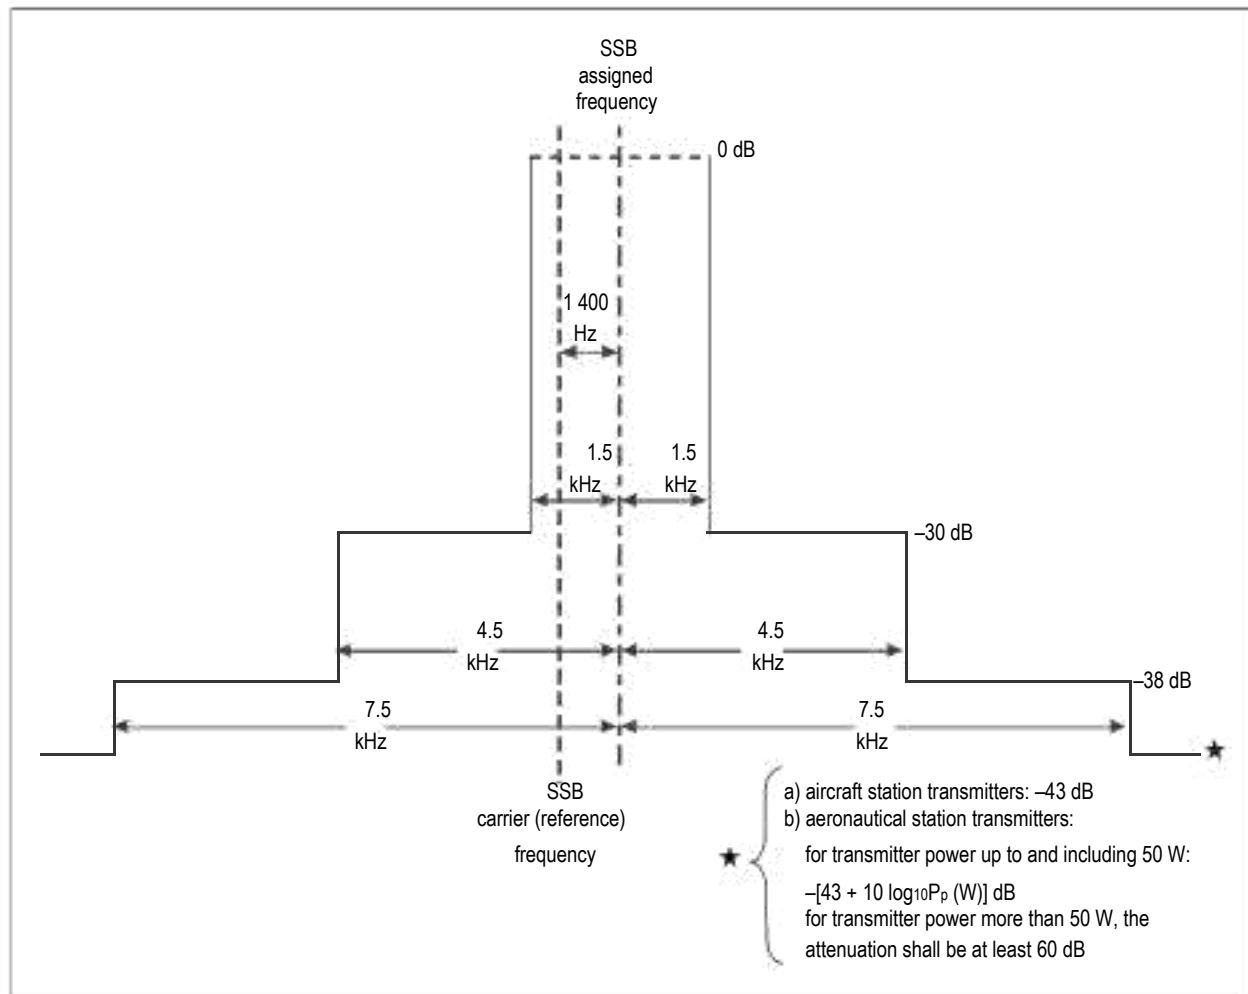 SSB
assigned
frequency
0 dB
1 400
Hz
1.5
kHz
1.5
kHz
–30 dB
4.5
kHz
4.5
kHz
–38 dB
7.5
kHz
7.5
kHz
★
SSB
carrier (reference)
frequency
★
a) aircraft station transmitters: –43 dB
b) aeronautical station transmitters:
for transmitter power up to and including 50 W:
–[43 + 10 log10Pp (W)] dB
for transmitter power more than 50 W, the
attenuation shall be at least 60 dB